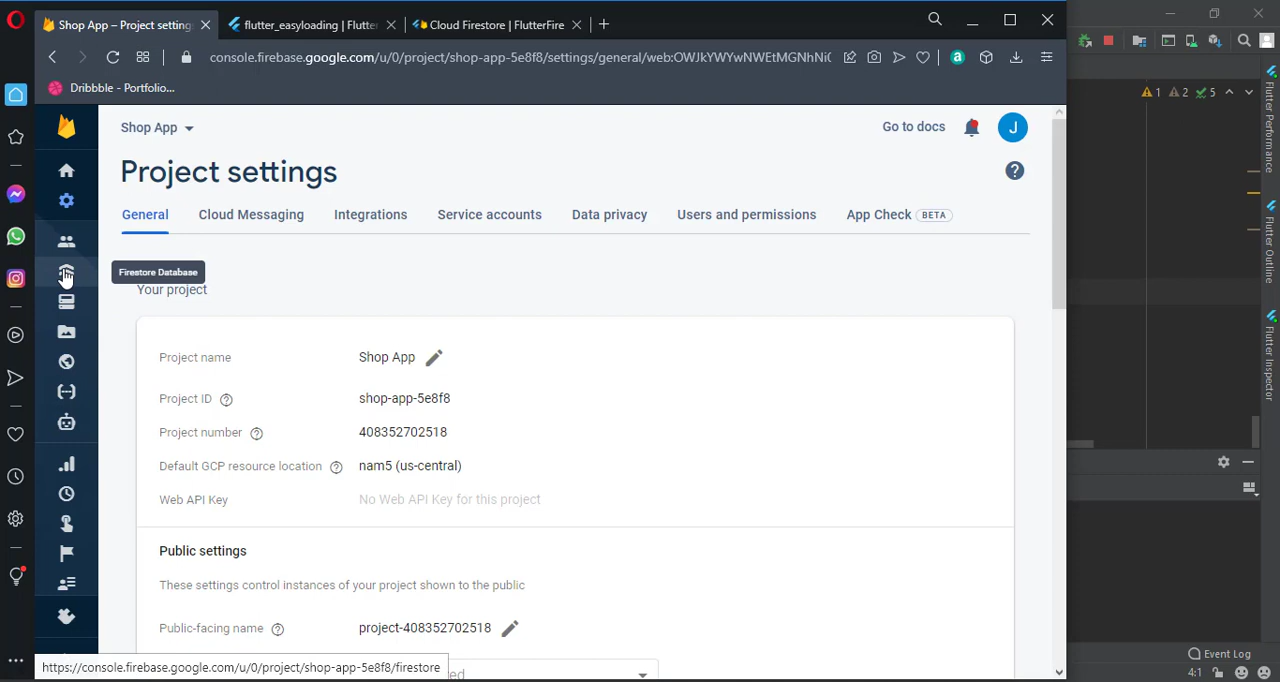 Shop App – Project setting
flutter_easyloading | Flutte
Cloud Firestore | FlutterFire
console.firebase.google.com/u/0/project/shop-app-5e8f8/settings/general/web:OWJkYWYwNWEtMGNhNi
Dribbble - Portfolio...
Shop App
Go to docs
J
Project settings
General
Cloud Messaging
Integrations
Service accounts
Data privacy
Users and permissions
App Check BETA
Firestore Database
Your project
Project name
Shop App
Project ID
shop-app-5e8f8
Project number
408352702518
Default GCP resource location
nam5 (us-central)
Web API Key
No Web API Key for this project
Public settings
These settings control instances of your project shown to the public
Public-facing name
project-408352702518
https://console.firebase.google.com/u/0/project/shop-app-5e8f8/firestore
1 2 5
Flutter Performance
Flutter Outline
Flutter Inspector
Event Log
4:1